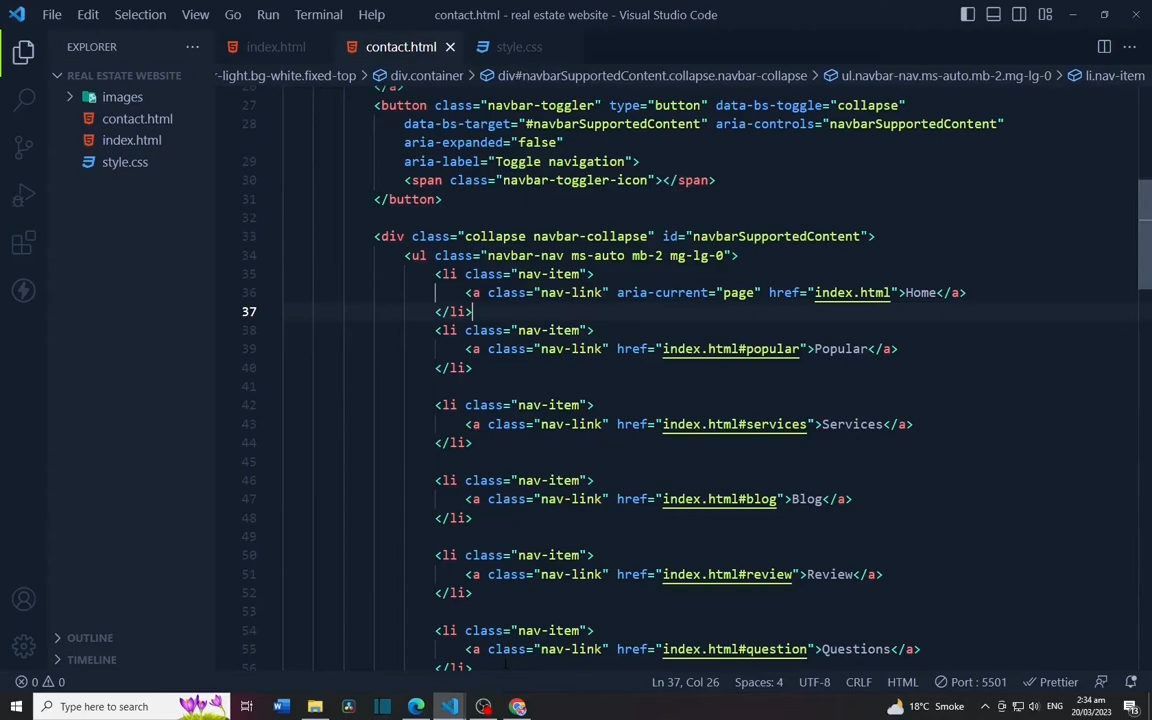 File Edit Selection View Go Run Terminal Help contact.html - real estate website - Visual Studio Code
EXPLORER index.html contact.html style.css
REAL ESTATE WEBSITE
-light.bg-white.fixed-top > div.container > div#navbarSupportedContent.collapse.navbar-collapse > ul.navbar-nav.ms-auto.mb-2.mg-lg-0 > li.nav-item
images
contact.html
index.html
style.css
26 </a>
27 <button class="navbar-toggler" type="button" data-bs-toggle="collapse"
28 data-bs-target="#navbarSupportedContent" aria-controls="navbarSupportedContent"
aria-expanded="false"
29 aria-label="Toggle navigation">
30 <span class="navbar-toggler-icon"></span>
31 </button>
32
33 <div class="collapse navbar-collapse" id="navbarSupportedContent">
34 <ul class="navbar-nav ms-auto mb-2 mg-lg-0">
35 <li class="nav-item">
36 <a class="nav-link" aria-current="page" href="index.html">Home</a>
37 </li>
38 <li class="nav-item">
39 <a class="nav-link" href="index.html#popular">Popular</a>
40 </li>
41
42 <li class="nav-item">
43 <a class="nav-link" href="index.html#services">Services</a>
44 </li>
45
46 <li class="nav-item">
47 <a class="nav-link" href="index.html#blog">Blog</a>
48 </li>
49
50 <li class="nav-item">
51 <a class="nav-link" href="index.html#review">Review</a>
52 </li>
53
54 <li class="nav-item">
55 <a class="nav-link" href="index.html#question">Questions</a>
56 </li>
OUTLINE
TIMELINE
0 0 Ln 37, Col 26 Spaces: 4 UTF-8 CRLF HTML Port : 5501 Prettier
Type here to search 18°C Smoke ENG 2:34 am
20/03/2023 13